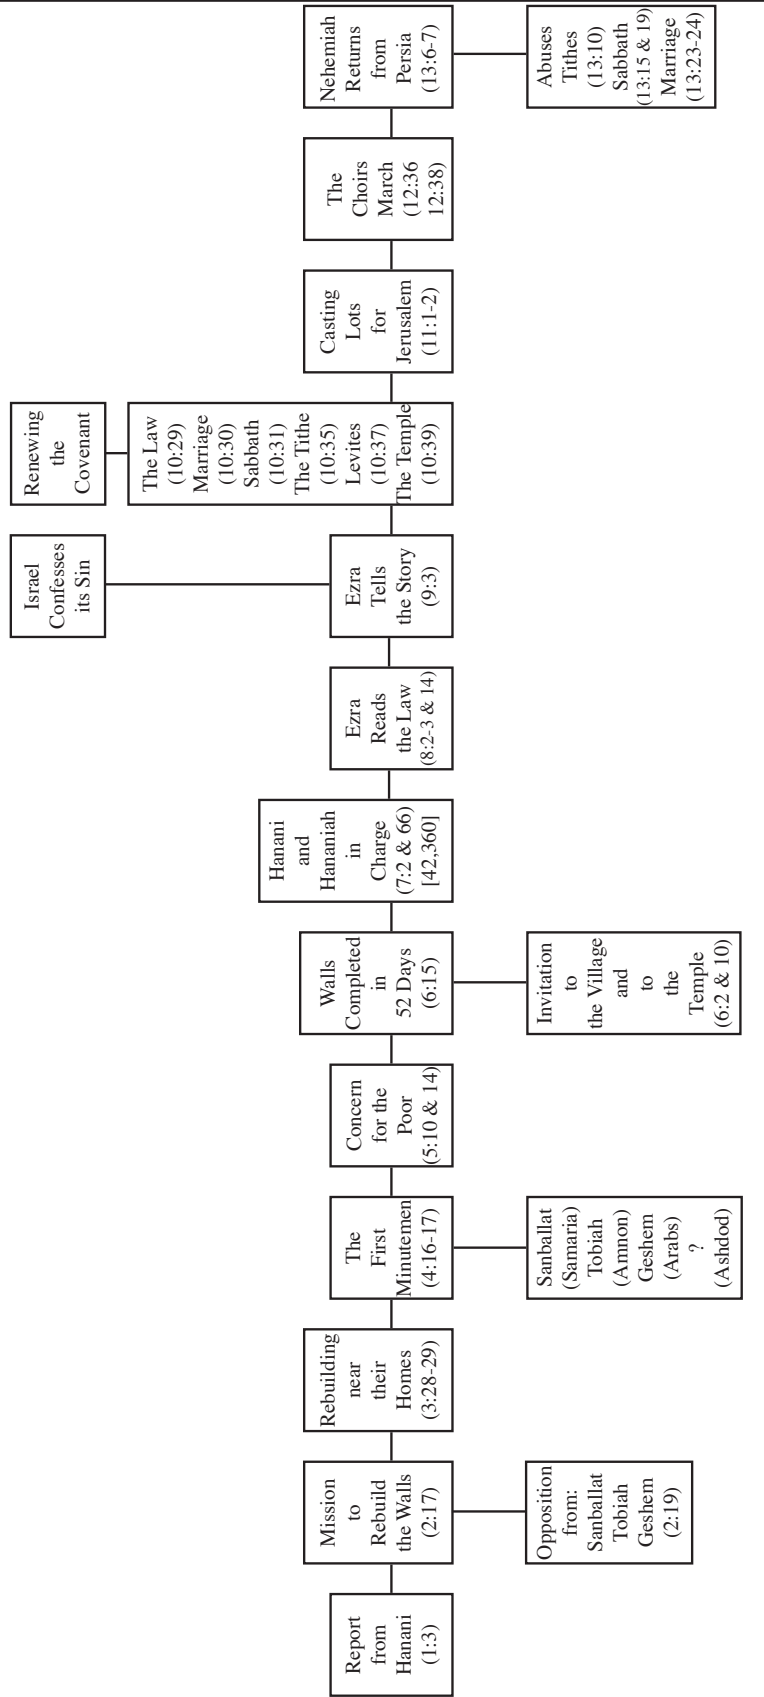 Report
from
Hanani
(1:3)
Mission
to
Rebuild
the Walls
(2:17)
Opposition
from:
Sanballat
Tobiah
Geshem
(2:19)
Rebuilding
near
their
Homes
(3:28-29)
The
First
Minutemen
(4:16-17)
Sanballat
(Samaria)
Tobiah
(Amnon)
Geshem
(Arabs)
?
(Ashdod)
Concern
for the
Poor
(5:10 & 14)
Walls
Completed
in
52 Days
(6:15)
Invitation
to
the Village
and
to
the
Temple
(6:2 & 10)
Hanani
and
Hananiah
in
Charge
(7:2 & 66)
[42,360]
Ezra
Reads
the Law
(8:2-3 & 14)
Israel
Confesses
its Sin
Ezra
Tells
the Story
(9:3)
Renewing
the
Covenant
The Law
(10:29)
Marriage
(10:30)
Sabbath
(10:31)
The Tithe
(10:35)
Levites
(10:37)
The Temple
(10:39)
Casting
Lots
for
Jerusalem
(11:1-2)
The
Choirs
March
(12:36
12:38)
Nehemiah
Returns
from
Persia
(13:6-7)
Abuses
Tithes
(13:10)
Sabbath
(13:15 & 19)
Marriage
(13:23-24)